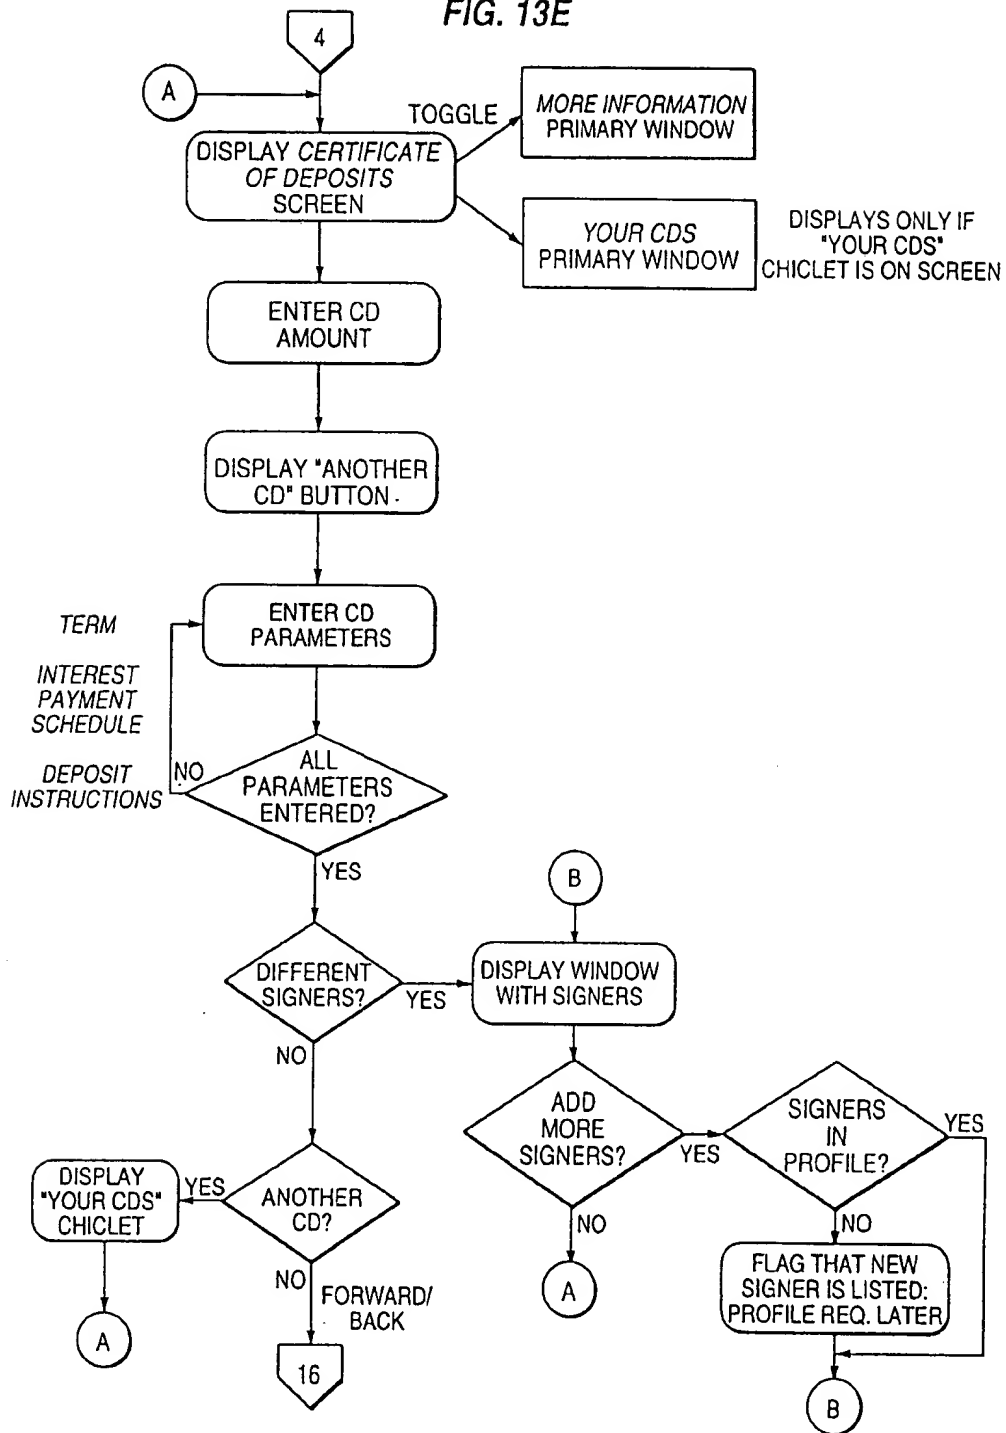 FIG. 13E
4
A
TOGGLE
MORE INFORMATION
PRIMARY WINDOW
DISPLAY CERTIFICATE
OF DEPOSITS
SCREEN
YOUR CDS
PRIMARY WINDOW
DISPLAYS ONLY IF
"YOUR CDS"
CHICLET IS ON SCREEN
ENTER CD
AMOUNT
DISPLAY "ANOTHER
CD" BUTTON
ENTER CD
PARAMETERS
TERM
INTEREST
PAYMENT
SCHEDULE
DEPOSIT
INSTRUCTIONS
NO
ALL
PARAMETERS
ENTERED?
YES
B
DIFFERENT
SIGNERS?
YES
DISPLAY WINDOW
WITH SIGNERS
NO
ADD
MORE
SIGNERS?
YES
SIGNERS
IN
PROFILE?
YES
DISPLAY
"YOUR CDS"
CHICLET
YES
ANOTHER
CD?
NO
NO
NO
FORWARD/
BACK
A
FLAG THAT NEW
SIGNER IS LISTED:
PROFILE REQ. LATER
A
16
B